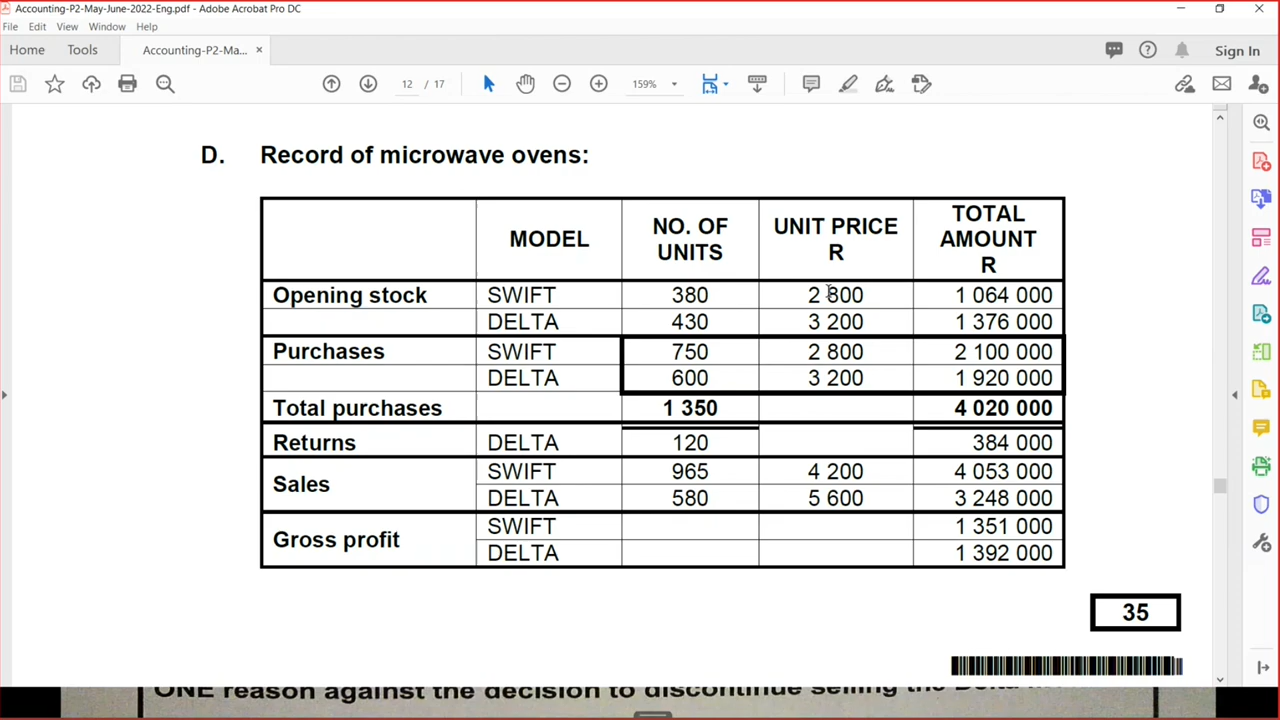 Accounting-P2-May-June-2022-Eng.pdf - Adobe Acrobat Pro DC
File Edit View Window Help
Home Tools Accounting-P2-Ma... × Sign In
12 / 17 159%
D. Record of microwave ovens:
MODEL NO. OF UNITS UNIT PRICE R TOTAL AMOUNT R
Opening stock SWIFT 380 2 800 1 064 000
DELTA 430 3 200 1 376 000
Purchases SWIFT 750 2 800 2 100 000
DELTA 600 3 200 1 920 000
Total purchases 1 350 4 020 000
Returns DELTA 120 384 000
Sales SWIFT 965 4 200 4 053 000
DELTA 580 5 600 3 248 000
Gross profit SWIFT 1 351 000
DELTA 1 392 000
35
ONE reason against the decision to discontinue selling the Delta